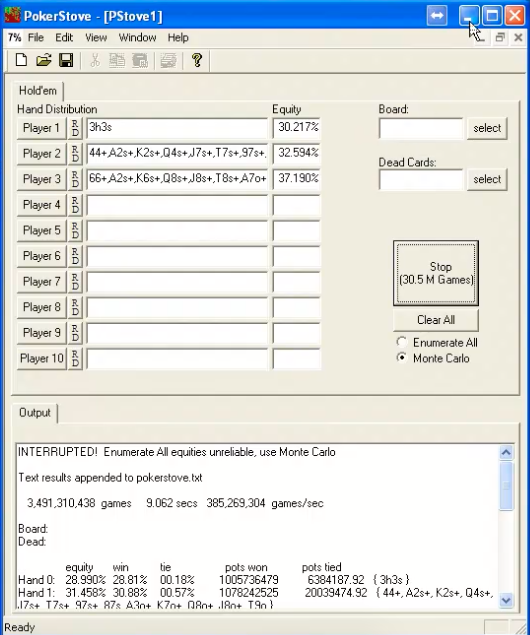 PokerStove - [PStove1]
7% File Edit View Window Help
Hold'em
Hand Distribution Equity Board:
Player 1 R D 3h3s 30.217% select
Player 2 R D 44+,A2s+,K2s+,Q4s+,J7s+,T7s+,97s+, 32.594%
Dead Cards:
Player 3 R D 66+,A2s+,K6s+,Q8s+,J8s+,T8s+,A7o+ 37.190% select
Player 4 R D
Player 5 R D
Player 6 R D
Player 7 R D
Player 8 R D
Player 9 R D
Player 10 R D
Stop
(30.5 M Games)
Clear All
Enumerate All
Monte Carlo
Output
INTERRUPTED! Enumerate All equities unreliable, use Monte Carlo
Text results appended to pokerstove.txt
3,491,310,438 games 9.062 secs 385,269,304 games/sec
Board:
Dead:
equity win tie pots won pots tied
Hand 0: 28.990% 28.81% 00.18% 1005736479 6384187.92 { 3h3s }
Hand 1: 31.458% 30.88% 00.57% 1078242525 20039474.92 { 44+, A2s+, K2s+, Q4s+,
J7s+, T7s+, 97s+, 87s, A3o+, K7o+, Q8o+, J8o+, T9o }
Ready